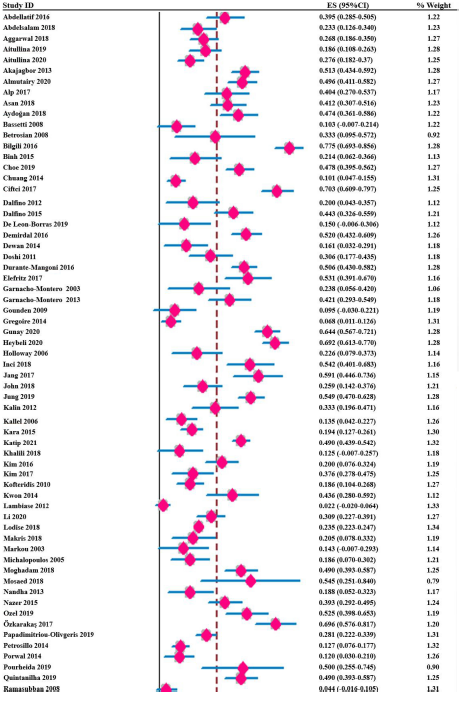 Study ID ES (95%CI) % Weight
Abdellatif 2016 0.395 (0.285-0.505) 1.22
Abdelsalam 2018 0.233 (0.126-0.340) 1.23
Aggarwal 2018 0.268 (0.186-0.350) 1.27
Aitullina 2019 0.186 (0.108-0.263) 1.28
Aitullina 2020 0.276 (0.182-0.37) 1.25
Akajagbor 2013 0.513 (0.434-0.592) 1.28
Almutairy 2020 0.496 (0.411-0.582) 1.27
Alp 2017 0.404 (0.270-0.537) 1.17
Asan 2018 0.412 (0.307-0.516) 1.23
Aydoğan 2018 0.474 (0.361-0.586) 1.22
Bassetti 2008 0.103 (-0.007-0.214) 1.22
Betrosian 2008 0.333 (0.095-0.572) 0.92
Bilgili 2016 0.775 (0.693-0.856) 1.28
Binh 2015 0.214 (0.062-0.366) 1.13
Choe 2019 0.478 (0.395-0.562) 1.27
Chuang 2014 0.101 (0.047-0.155) 1.31
Ciftci 2017 0.703 (0.609-0.797) 1.25
Dalfino 2012 0.200 (0.043-0.357) 1.12
Dalfino 2015 0.443 (0.326-0.559) 1.21
De Leon-Borras 2019 0.150 (-0.006-0.306) 1.12
Demirdal 2016 0.520 (0.432-0.609) 1.26
Dewan 2014 0.161 (0.032-0.291) 1.18
Doshi 2011 0.306 (0.177-0.435) 1.18
Durante-Mangoni 2016 0.506 (0.430-0.582) 1.28
Elefritz 2017 0.531 (0.391-0.670) 1.16
Garnacho-Montero 2003 0.238 (0.056-0.420) 1.06
Garnacho-Montero 2013 0.421 (0.293-0.549) 1.18
Gounden 2009 0.095 (-0.030-0.221) 1.19
Gregoire 2014 0.068 (0.011-0.126) 1.31
Gunay 2020 0.644 (0.567-0.721) 1.28
Heybeli 2020 0.692 (0.613-0.770) 1.28
Holloway 2006 0.226 (0.079-0.373) 1.14
Inci 2018 0.542 (0.401-0.683) 1.16
Jang 2017 0.591 (0.446-0.736) 1.15
John 2018 0.259 (0.142-0.376) 1.21
Jung 2019 0.549 (0.470-0.628) 1.28
Kalin 2012 0.333 (0.196-0.471) 1.16
Kallel 2006 0.135 (0.042-0.227) 1.26
Kara 2015 0.194 (0.127-0.261) 1.30
Katip 2021 0.490 (0.439-0.542) 1.32
Khalili 2018 0.125 (-0.007-0.257) 1.18
Kim 2016 0.200 (0.076-0.324) 1.19
Kim 2017 0.376 (0.278-0.475) 1.25
Kofteridis 2010 0.186 (0.104-0.268) 1.27
Kwon 2014 0.436 (0.280-0.592) 1.12
Lambiase 2012 0.022 (-0.020-0.064) 1.33
Li 2020 0.309 (0.227-0.391) 1.27
Lodise 2018 0.235 (0.223-0.247) 1.34
Makris 2018 0.205 (0.078-0.332) 1.19
Markou 2003 0.143 (-0.007-0.293) 1.14
Michalopoulos 2005 0.186 (0.070-0.302) 1.21
Moghadam 2018 0.490 (0.393-0.587) 1.25
Mosaed 2018 0.545 (0.251-0.840) 0.79
Nandha 2013 0.188 (0.052-0.323) 1.17
Nazer 2015 0.393 (0.292-0.495) 1.24
Ozel 2019 0.525 (0.398-0.653) 1.19
Özkarakaş 2017 0.696 (0.576-0.817) 1.20
Papadimitriou-Olivgeris 2019 0.281 (0.222-0.339) 1.31
Petrosillo 2014 0.127 (0.076-0.177) 1.32
Porwal 2014 0.120 (0.030-0.210) 1.26
Pourheida 2019 0.500 (0.255-0.745) 0.90
Quintanilha 2019 0.490 (0.393-0.587) 1.25
Ramasubban 2008 0.044 (-0.016-0.105) 1.31